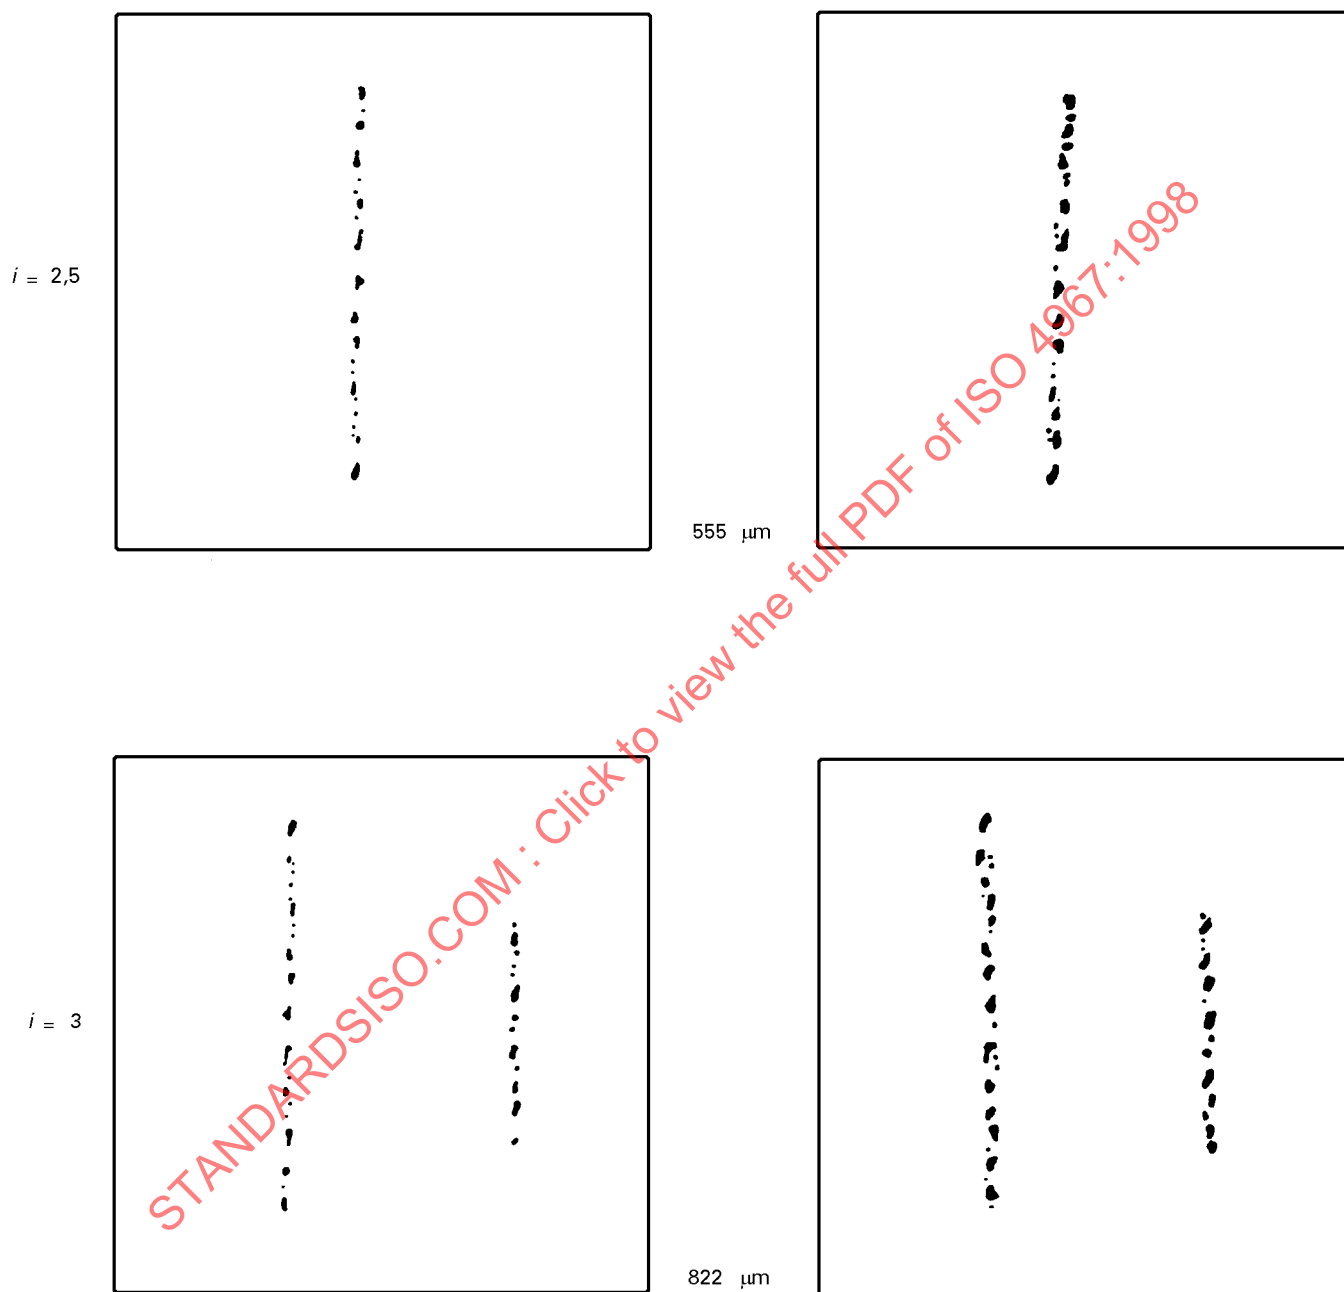 i = 2,5
555 μm
i = 3
822 μm
STANDARDSISO.COM : Click to view the full PDF of ISO 4967:1998